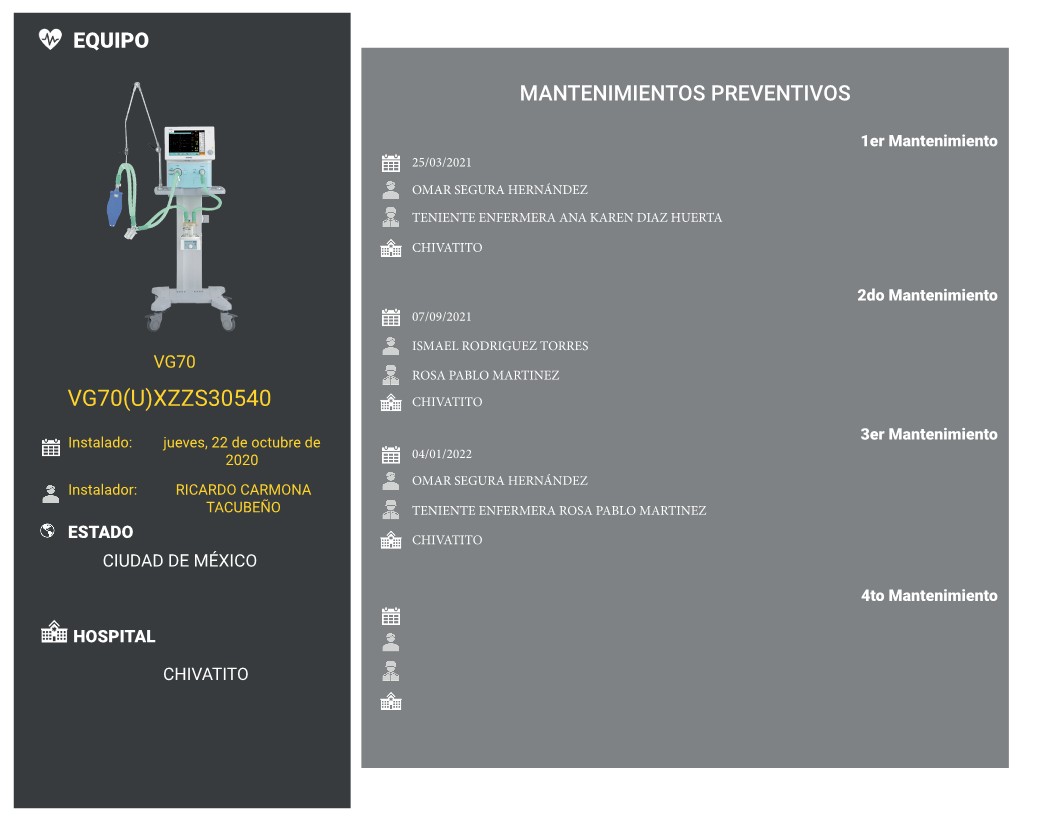 EQUIPO
VG70
VG70(U)XZZS30540
Instalado: jueves, 22 de octubre de
2020
Instalador: RICARDO CARMONA
TACUBEÑO
ESTADO
CIUDAD DE MÉXICO
HOSPITAL
CHIVATITO
MANTENIMIENTOS PREVENTIVOS
1er Mantenimiento
25/03/2021
OMAR SEGURA HERNÁNDEZ
TENIENTE ENFERMERA ANA KAREN DIAZ HUERTA
CHIVATITO
2do Mantenimiento
07/09/2021
ISMAEL RODRIGUEZ TORRES
ROSA PABLO MARTINEZ
CHIVATITO
3er Mantenimiento
04/01/2022
OMAR SEGURA HERNÁNDEZ
TENIENTE ENFERMERA ROSA PABLO MARTINEZ
CHIVATITO
4to Mantenimiento